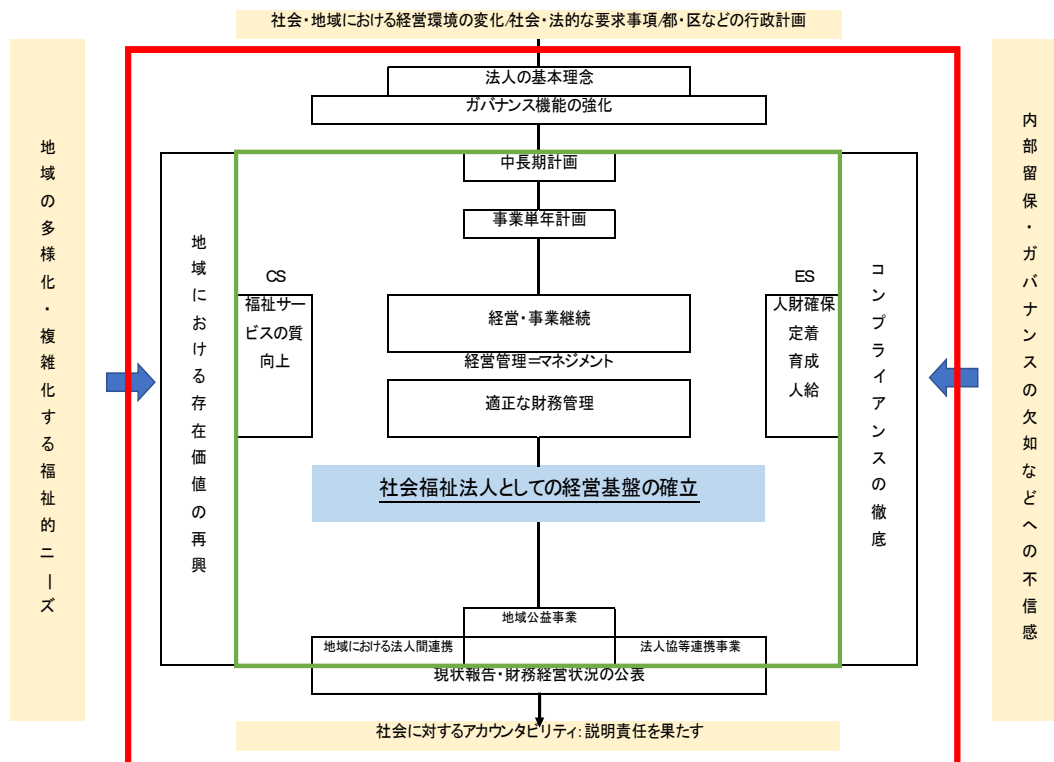 社会・地域における経営環境の変化/社会・法的な要求事項/都・区などの行政計画
法人の基本理念
ガバナンス機能の強化
地域の多様化・複雑化する福祉的ニーズ
内部留保・ガバナンスの欠如などへの不信感
中長期計画
事業単年計画
地域における存在価値の再興
コンプライアンスの徹底
CS
福祉サー
ビスの質
向上
ES
人財確保
定着
育成
人給
経営・事業継続
経営管理=マネジメント
適正な財務管理
社会福祉法人としての経営基盤の確立
地域公益事業
地域における法人間連携
法人協等連携事業
現状報告・財務経営状況の公表
社会に対するアカウンタビリティ:説明責任を果たす